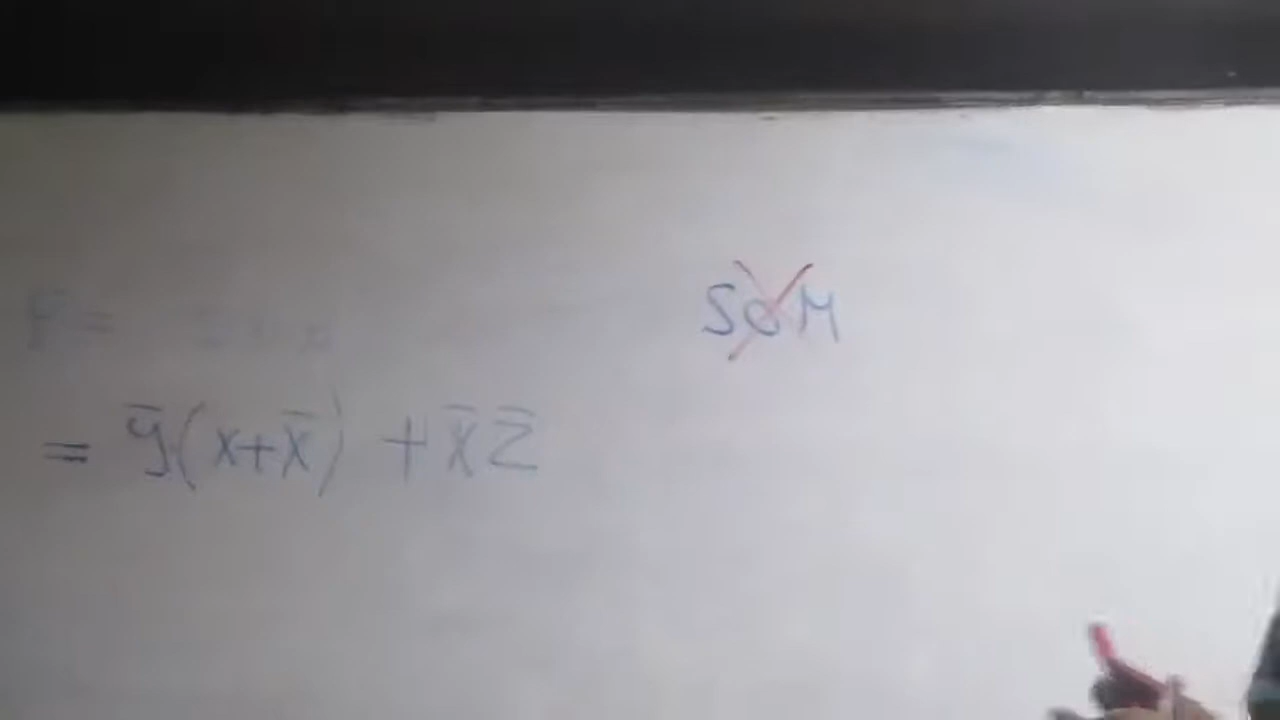 SOM
= ȳ(x+x̄) + x̄z̄